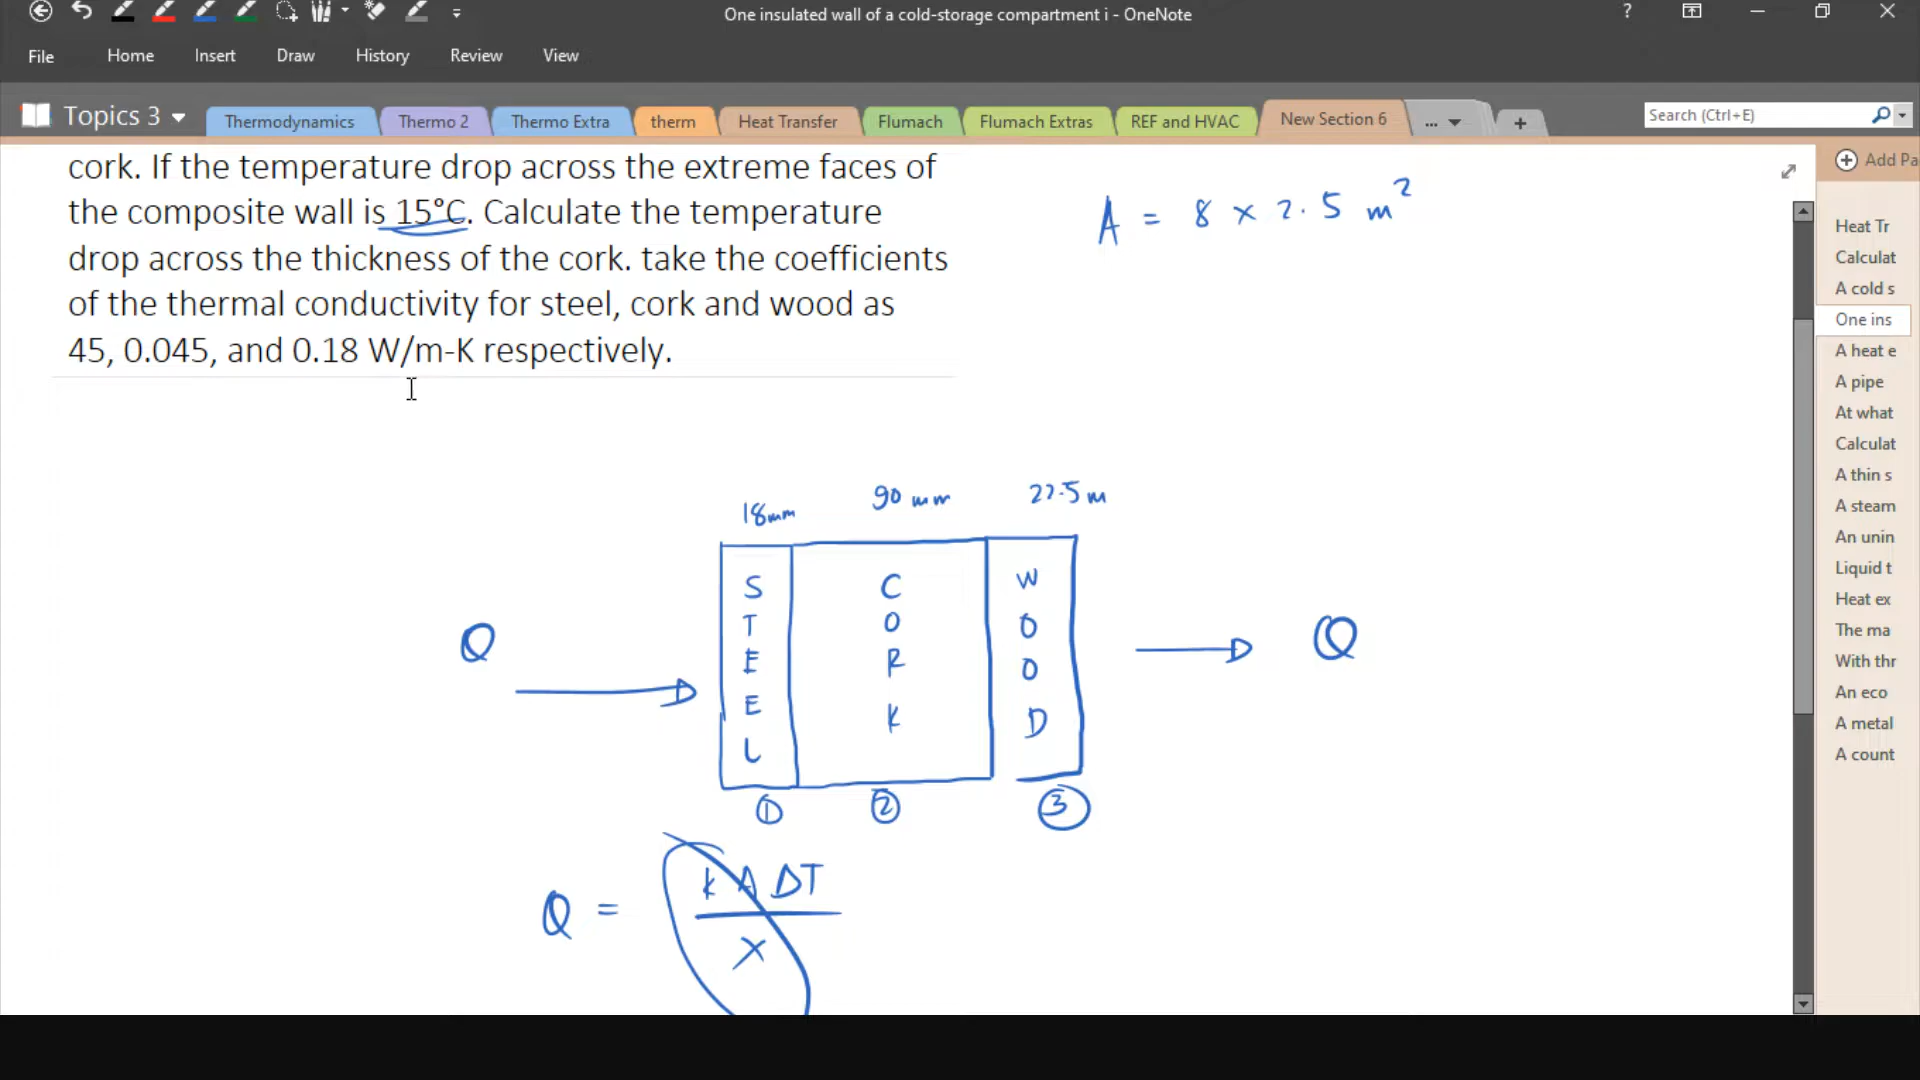 One insulated wall of a cold-storage compartment i - OneNote
?
File Home Insert Draw History Review View
Topics 3
Thermodynamics Thermo 2 Thermo Extra therm Heat Transfer Flumach Flumach Extras REF and HVAC New Section 6 ... +
Search (Ctrl+E)
Add Pa
cork. If the temperature drop across the extreme faces of
the composite wall is 15°C. Calculate the temperature
drop across the thickness of the cork. take the coefficients
of the thermal conductivity for steel, cork and wood as
45, 0.045, and 0.18 W/m-K respectively.
A = 8 x 2.5 m²
18mm 90 mm 22.5 m
STEEL
CORK
WOOD
Q
Q
① ② ③
Q = k A ΔT
x
Heat Tr
Calculat
A cold s
One ins
A heat e
A pipe
At what
Calculat
A thin s
A steam
An unin
Liquid t
Heat ex
The ma
With thr
An eco
A metal
A count